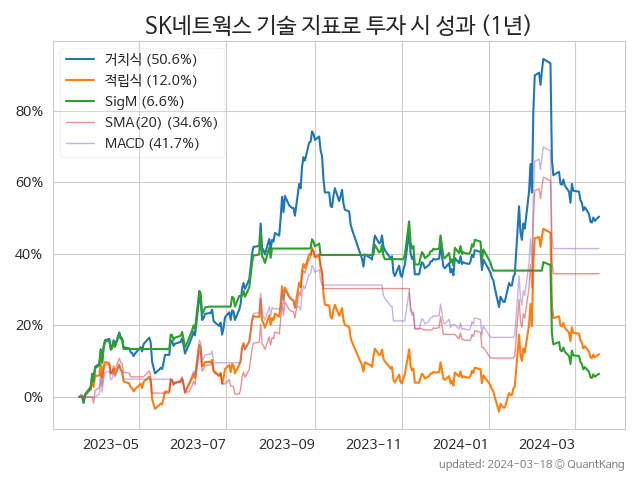 SK네트웍스 기술 지표로 투자 시 성과 (1년)
거치식 (50.6%)
적립식 (12.0%)
SigM (6.6%)
SMA(20) (34.6%)
MACD (41.7%)
80%
60%
40%
20%
0%
2023-05 2023-07 2023-09 2023-11 2024-01 2024-03
updated: 2024-03-18 © QuantKang